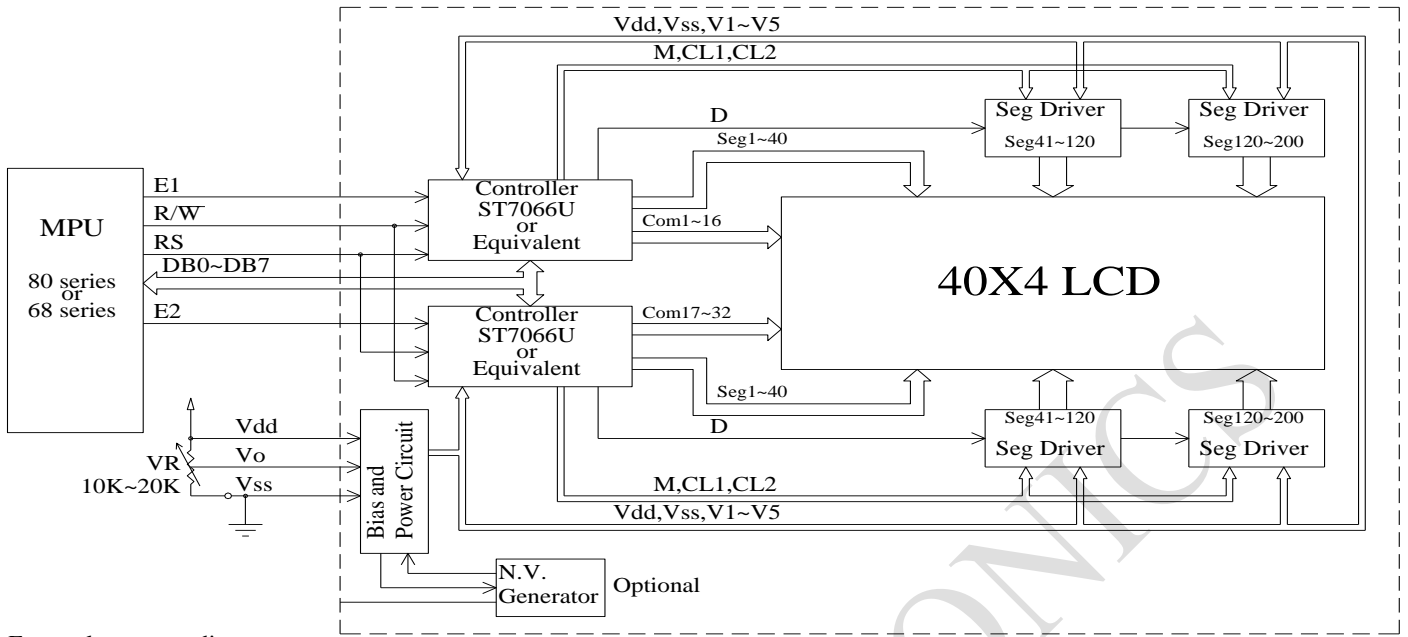 Vdd,Vss,V1~V5
M,CL1,CL2
D
Seg1~40
Seg Driver
Seg41~120
Seg Driver
Seg120~200
MPU
80 series
or
68 series
E1
R/W
RS
DB0~DB7
E2
Controller
ST7066U
or
Equivalent
Com1~16
40X4 LCD
Controller
ST7066U
or
Equivalent
Com17~32
Seg1~40
D
Seg41~120
Seg Driver
Seg120~200
Seg Driver
M,CL1,CL2
Vdd,Vss,V1~V5
Vdd
Vo
Vss
VR
10K~20K
Bias and
Power Circuit
N.V.
Generator
Optional
ONICS